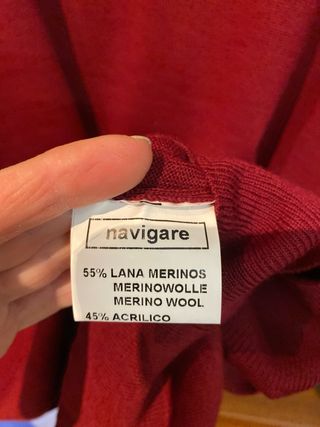 navigare
55% LANA MERINOS
MERINOWOLLE
MERINO WOOL
45% ACRILICO